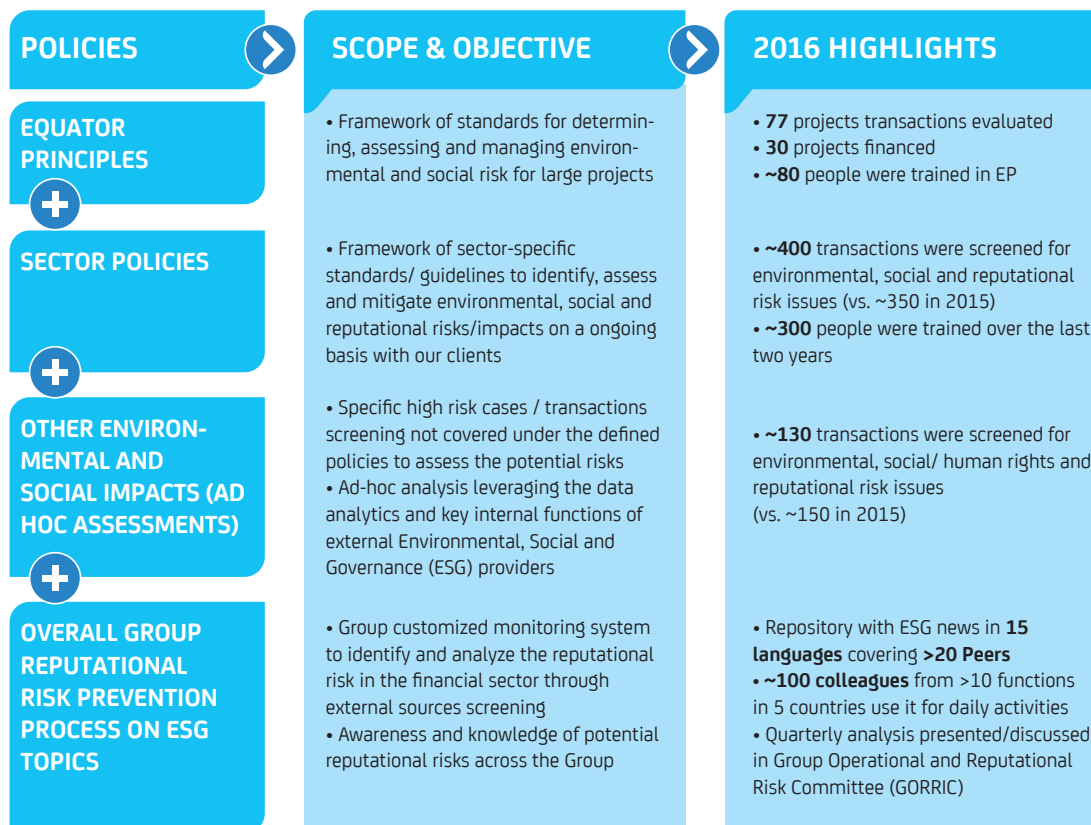 POLICIES
SCOPE & OBJECTIVE
2016 HIGHLIGHTS
EQUATOR
PRINCIPLES
• Framework of standards for determin-
ing, assessing and managing environ-
mental and social risk for large projects
• 77 projects transactions evaluated
• 30 projects financed
• ~80 people were trained in EP
SECTOR POLICIES
• Framework of sector-specific
standards/ guidelines to identify, assess
and mitigate environmental, social and
reputational risks/impacts on a ongoing
basis with our clients
• ~400 transactions were screened for
environmental, social and reputational
risk issues (vs. ~350 in 2015)
• ~300 people were trained over the last
two years
OTHER ENVIRON-
MENTAL AND
SOCIAL IMPACTS (AD
HOC ASSESSMENTS)
• Specific high risk cases / transactions
screening not covered under the defined
policies to assess the potential risks
• Ad-hoc analysis leveraging the data
analytics and key internal functions of
external Environmental, Social and
Governance (ESG) providers
• ~130 transactions were screened for
environmental, social/ human rights and
reputational risk issues
(vs. ~150 in 2015)
OVERALL GROUP
REPUTATIONAL
RISK PREVENTION
PROCESS ON ESG
TOPICS
• Group customized monitoring system
to identify and analyze the reputational
risk in the financial sector through
external sources screening
• Awareness and knowledge of potential
reputational risks across the Group
• Repository with ESG news in 15
languages covering >20 Peers
• ~100 colleagues from >10 functions
in 5 countries use it for daily activities
• Quarterly analysis presented/discussed
in Group Operational and Reputational
Risk Committee (GORRIC)